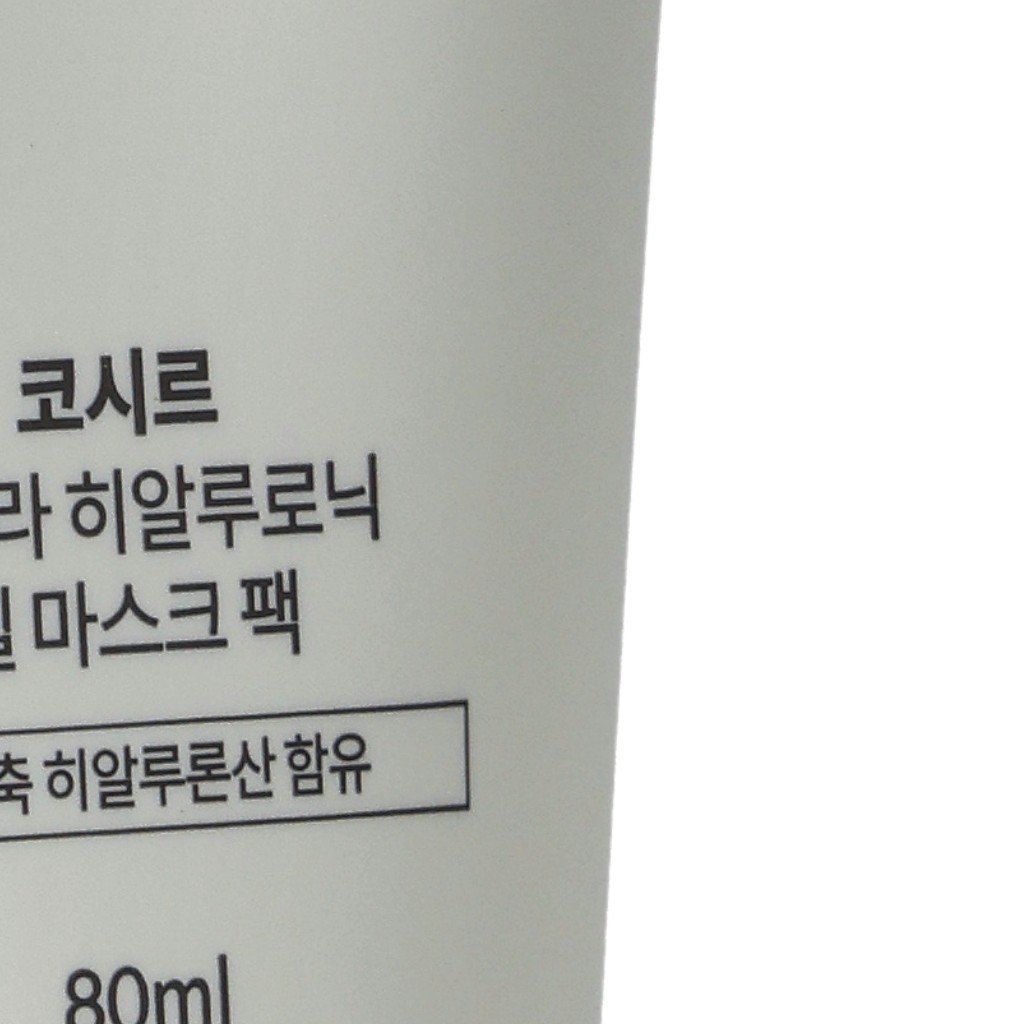 코시르
라 히알루로닉
필 마스크 팩
축 히알루론산 함유
80ml